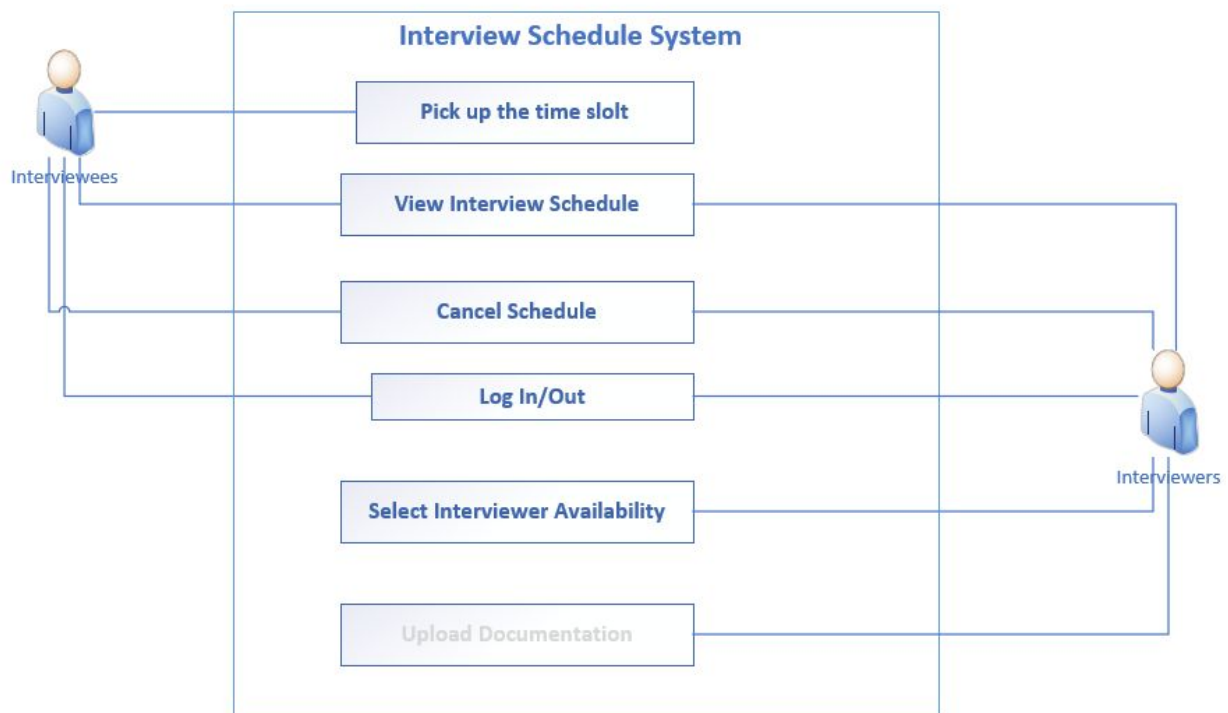 Interview Schedule System
Pick up the time slolt
Interviewees
View Interview Schedule
Cancel Schedule
Log In/Out
Interviewers
Select Interviewer Availability
Upload Documentation